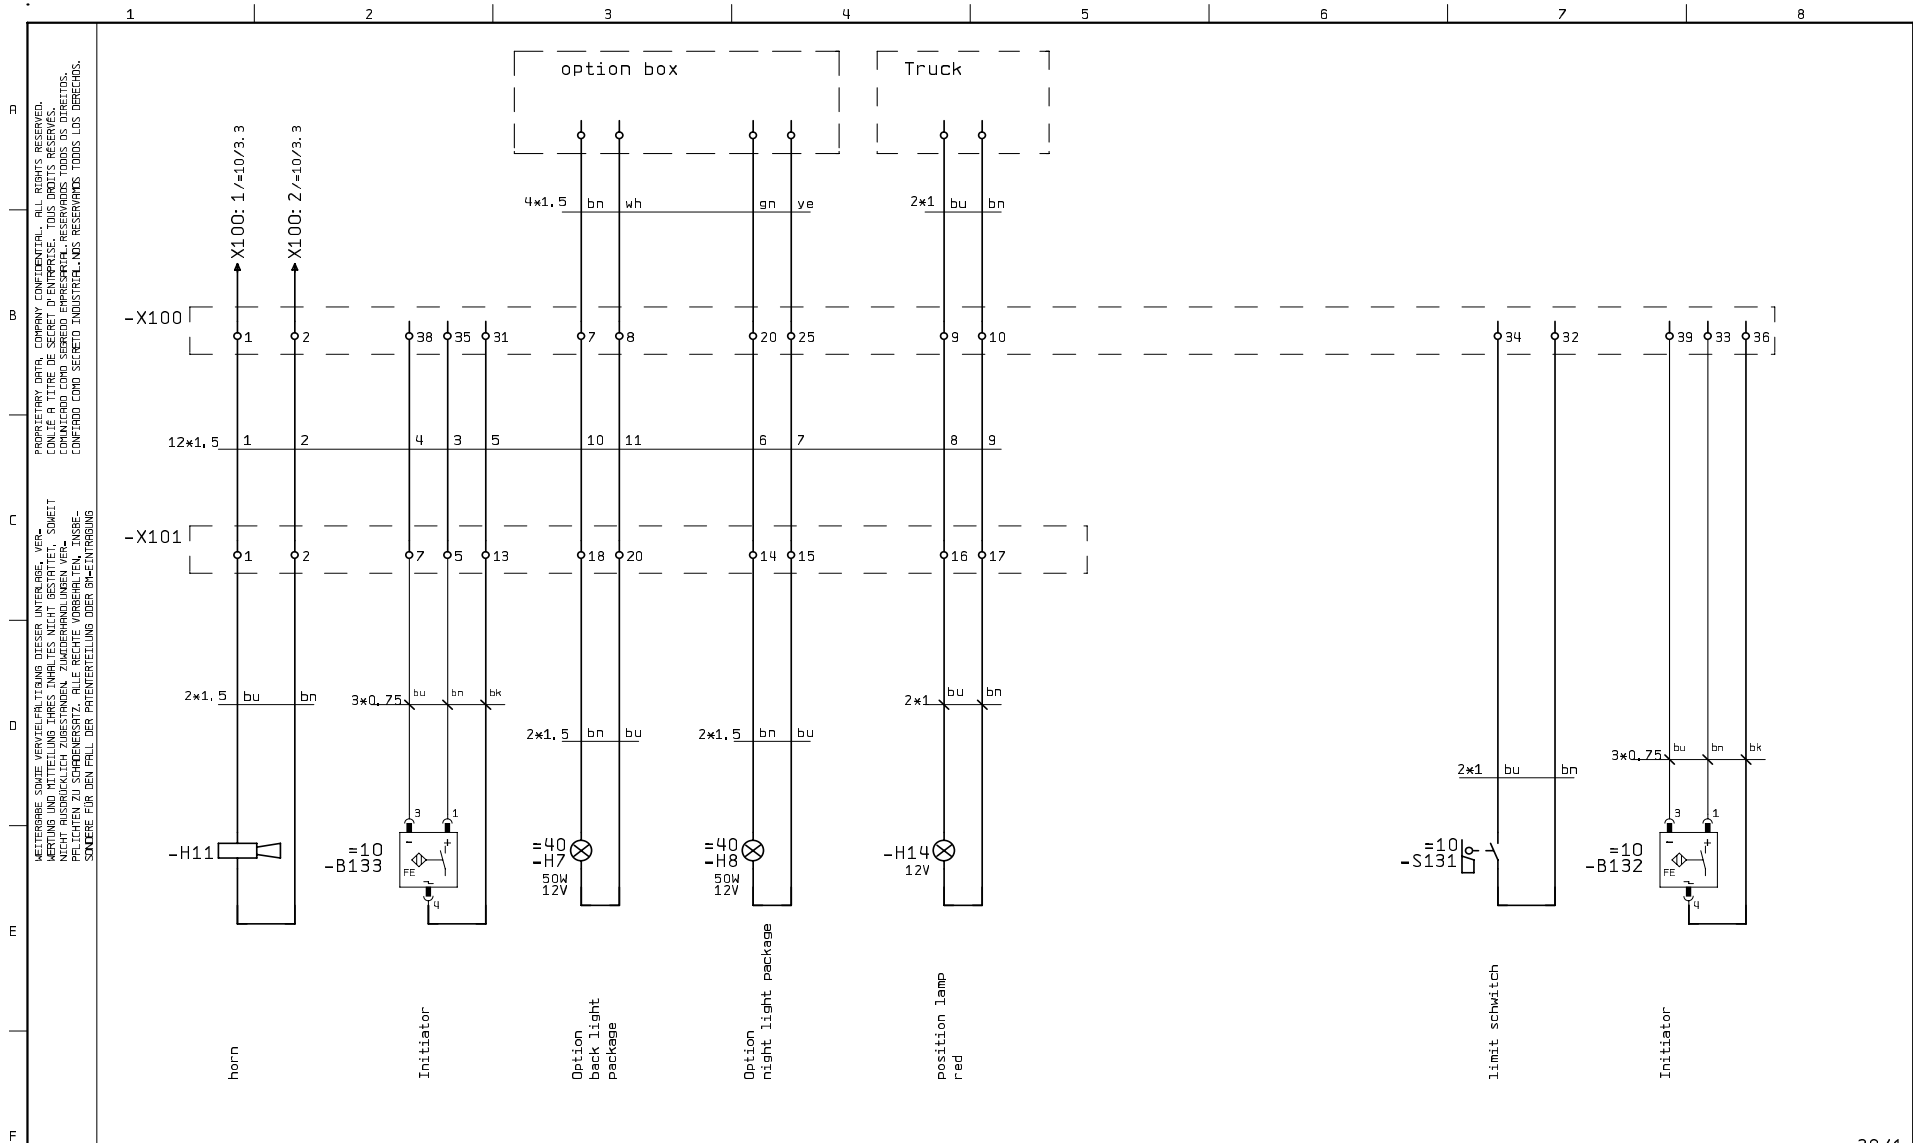 1 2 3 4 5 6 7 8
A
B
C
D
E
F
PROPRIETARY DATA, COMPANY CONFIDENTIAL. ALL RIGHTS RESERVED.
CONLIÉ A TITRE DE SECRET D'ENTRPRISE. TOUS DROITS RÉSERVÉS.
COMUNICADO COMO SEGREDO EMPRESARIAL. RESERVADOS TODOS OS DIREITOS.
CONFIADO COMO SECRETO INDUSTRIAL. NOS RESERVAMOS TODOS LOS DERECHOS.
WEITERGABE SOWIE VERVIELFÄLTIGUNG DIESER UNTERLAGE, VER-
WERTUNG UND MITTEILUNG IHRES INHALTES NICHT GESTATTET, SOWEIT
NICHT AUSDRÜCKLICH ZUGESTANDEN. ZUWIDERHANDLUNGEN VER-
PFLICHTEN ZU SCHADENERSATZ. ALLE RECHTE VORBEHALTEN, INSBE-
SONDERE FÜR DEN FALL DER PATENTERTEILUNG ODER GM-EINTRAGUNG
option box
Truck
X100:1/=10/3.3
X100:2/=10/3.3
4*1.5 bn wh gn ye
2*1 bu bn
-X100
1 2 38 35 31 7 8 20 25 9 10 34 32 39 33 36
12*1.5 1 2 4 3 5 10 11 6 7 8 9
-X101
1 2 7 5 13 18 20 14 15 16 17
2*1.5 bu bn
3*0.75 bu bn bk
2*1.5 bn bu
2*1.5 bn bu
2*1 bu bn
2*1 bu bn
3*0.75 bu bn bk
-H11
=10
-B133
3 1
- +
FE
4
=40
-H7
50W
12V
=40
-H8
50W
12V
-H14
12V
=10
-S131
=10
-B132
3 1
- +
FE
4
horn
Initiator
Option
back light
package
Option
night light package
position lamp
red
limit schwitch
Initiator